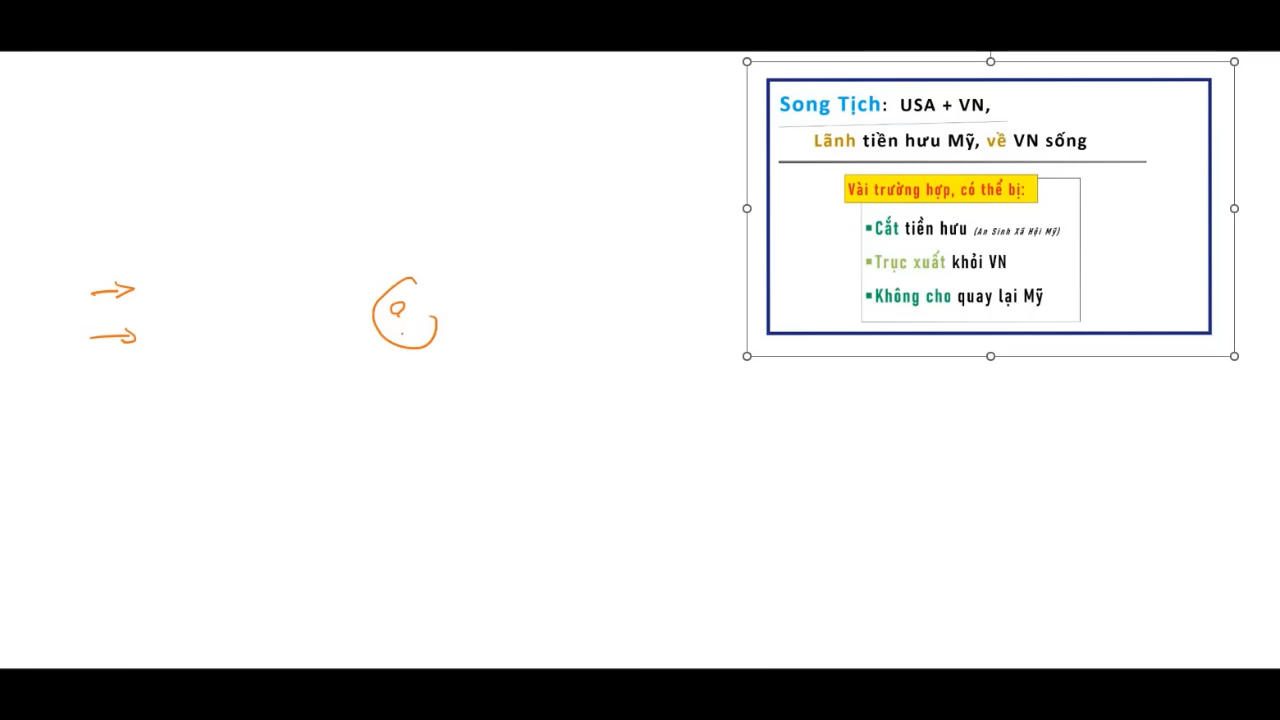 Song Tịch: USA + VN,
Lãnh tiền hưu Mỹ, về VN sống
Vài trường hợp, có thể bị:
▪Cắt tiền hưu (An Sinh Xã Hội Mỹ)
▪Trục xuất khỏi VN
▪Không cho quay lại Mỹ